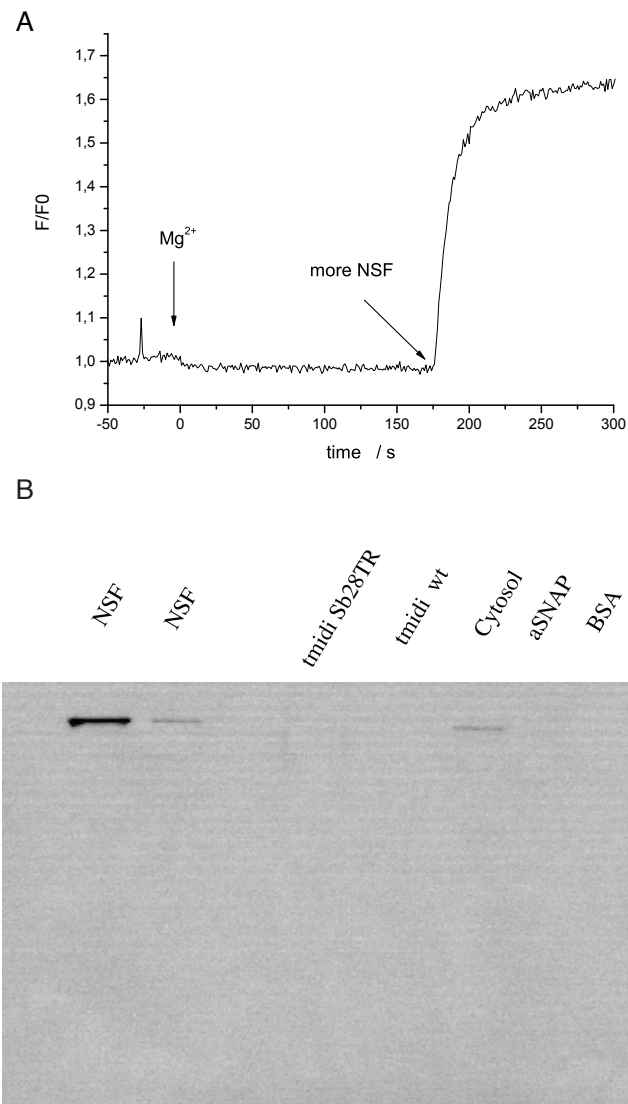 A
1,7
1,6
1,5
1,4
1,3
1,2
1,1
1,0
0,9
F/F0
Mg2+
more NSF
-50 0 50 100 150 200 250 300
time / s
B
NSF NSF tmidi Sb28TR tmidi wt Cytosol aSNAP BSA